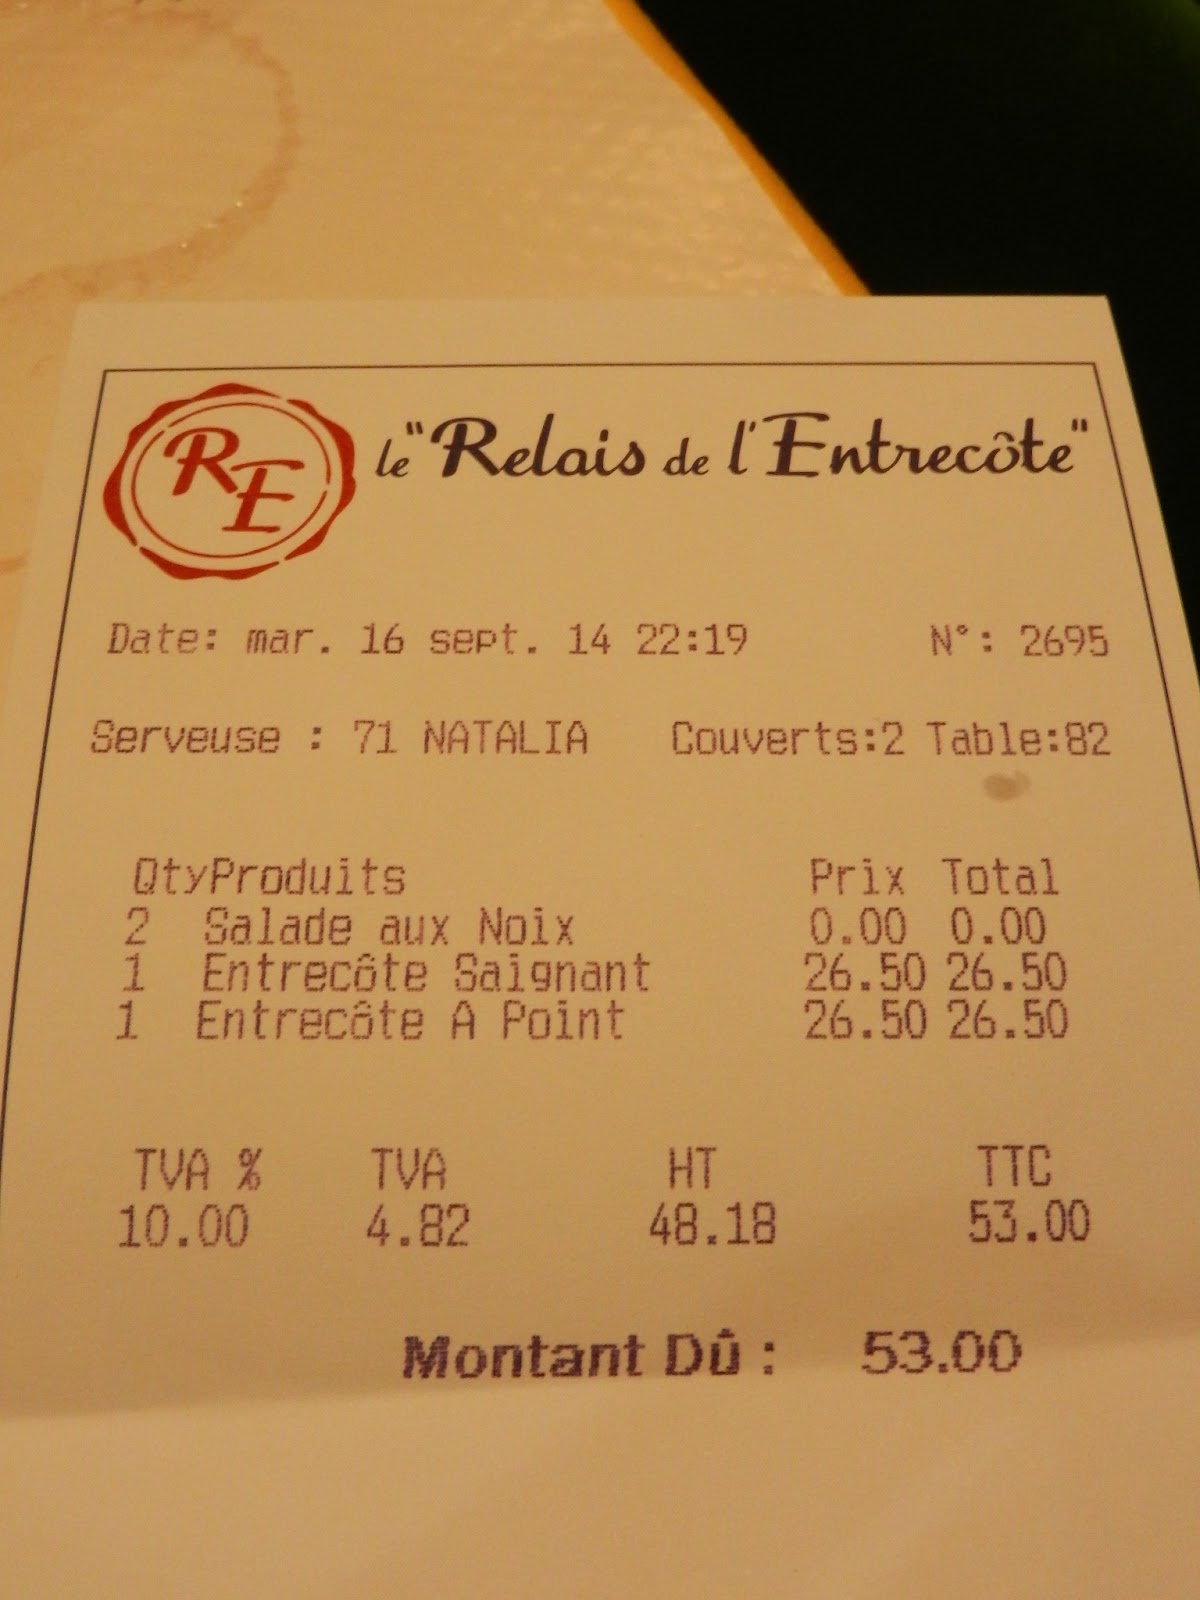 RE
le "Relais de l'Entrecôte"
Date: mar. 16 sept. 14 22:19 N°: 2695
Serveuse : 71 NATALIA Couverts:2 Table:82
QtyProduits Prix Total
2 Salade aux Noix 0.00 0.00
1 Entrecôte Saignant 26.50 26.50
1 Entrecôte A Point 26.50 26.50
TVA % TVA HT TTC
10.00 4.82 48.18 53.00
Montant Dû : 53.00